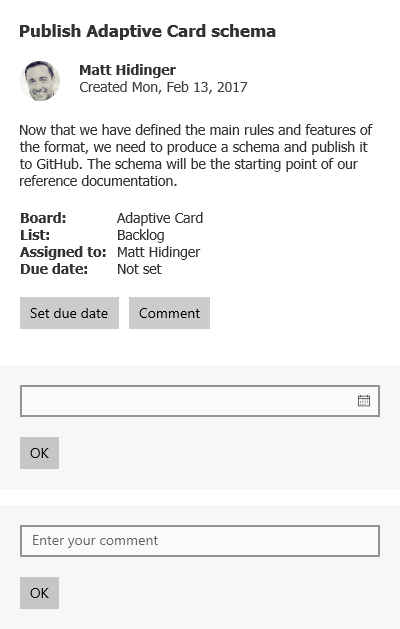 Publish Adaptive Card schema
Matt Hidinger
Created Mon, Feb 13, 2017
Now that we have defined the main rules and features of
the format, we need to produce a schema and publish it
to GitHub. The schema will be the starting point of our
reference documentation.
Board: Adaptive Card
List: Backlog
Assigned to: Matt Hidinger
Due date: Not set
Set due date Comment
OK
Enter your comment
OK